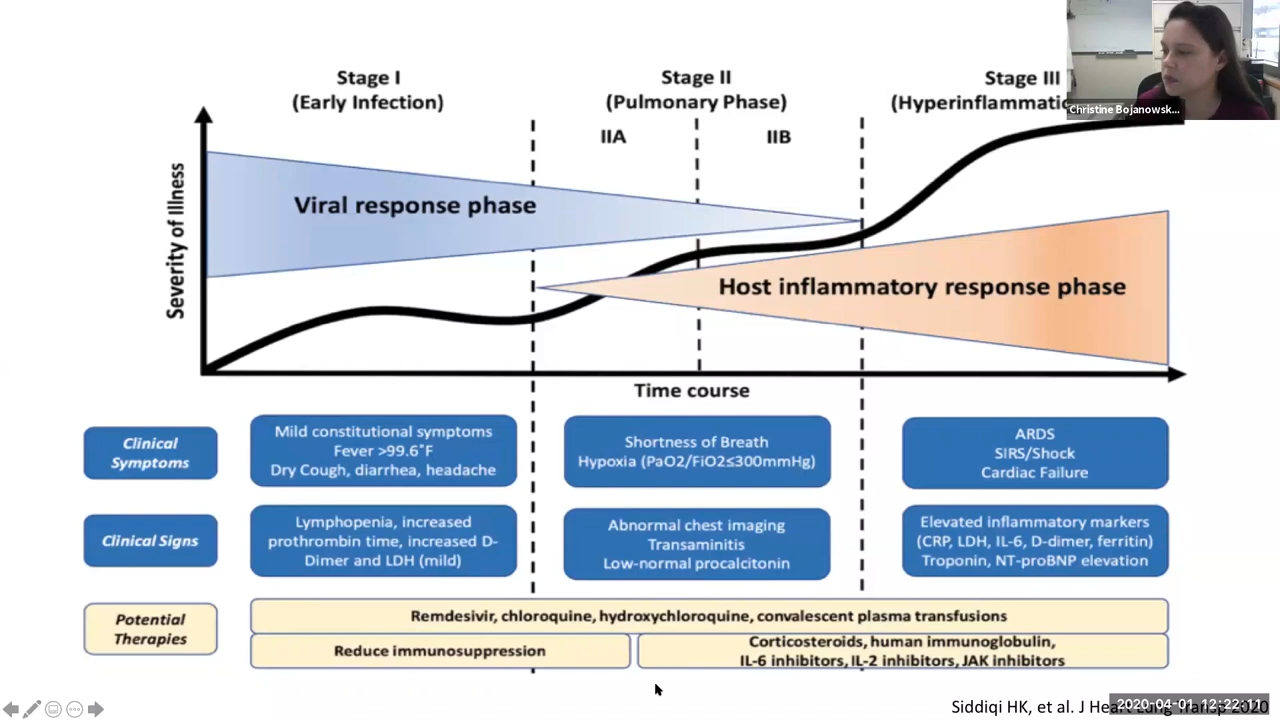 Christine Bojanowsk...
Stage I
(Early Infection)
Stage II
(Pulmonary Phase)
Stage III
IIA
IIB
Severity of Illness
Viral response phase
Host inflammatory response phase
Time course
Clinical
Symptoms
Mild constitutional symptoms
Fever >99.6°F
Dry Cough, diarrhea, headache
Shortness of Breath
Hypoxia (PaO2/FiO2≤300mmHg)
ARDS
SIRS/Shock
Cardiac Failure
Clinical Signs
Lymphopenia, increased
prothrombin time, increased D-
Dimer and LDH (mild)
Abnormal chest imaging
Transaminitis
Low-normal procalcitonin
Elevated inflammatory markers
(CRP, LDH, IL-6, D-dimer, ferritin)
Troponin, NT-proBNP elevation
Potential
Therapies
Remdesivir, chloroquine, hydroxychloroquine, convalescent plasma transfusions
Reduce immunosuppression
Corticosteroids, human immunoglobulin,
IL-6 inhibitors, IL-2 inhibitors, JAK inhibitors
Siddiqi HK, et al. J Heart Lung Transp 2020
2020-04-01 12:22:11